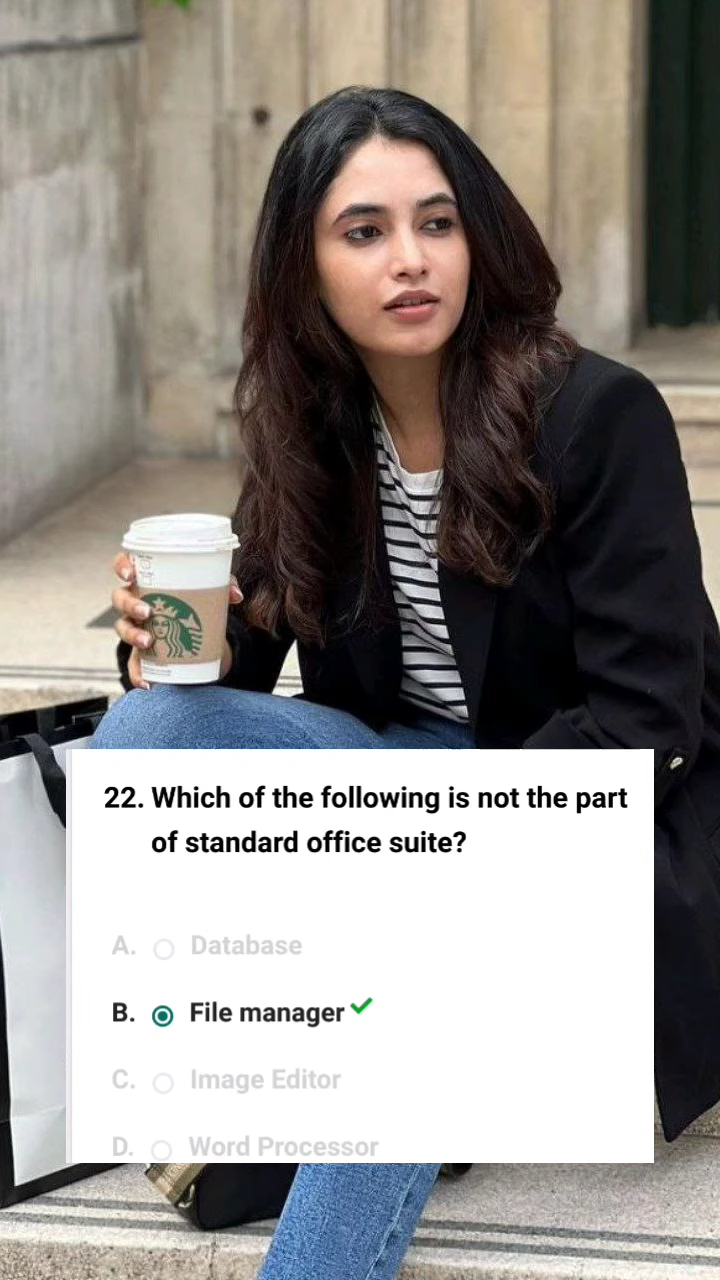 22. Which of the following is not the part
of standard office suite?
A. Database
B. File manager
C. Image Editor
D. Word Processor